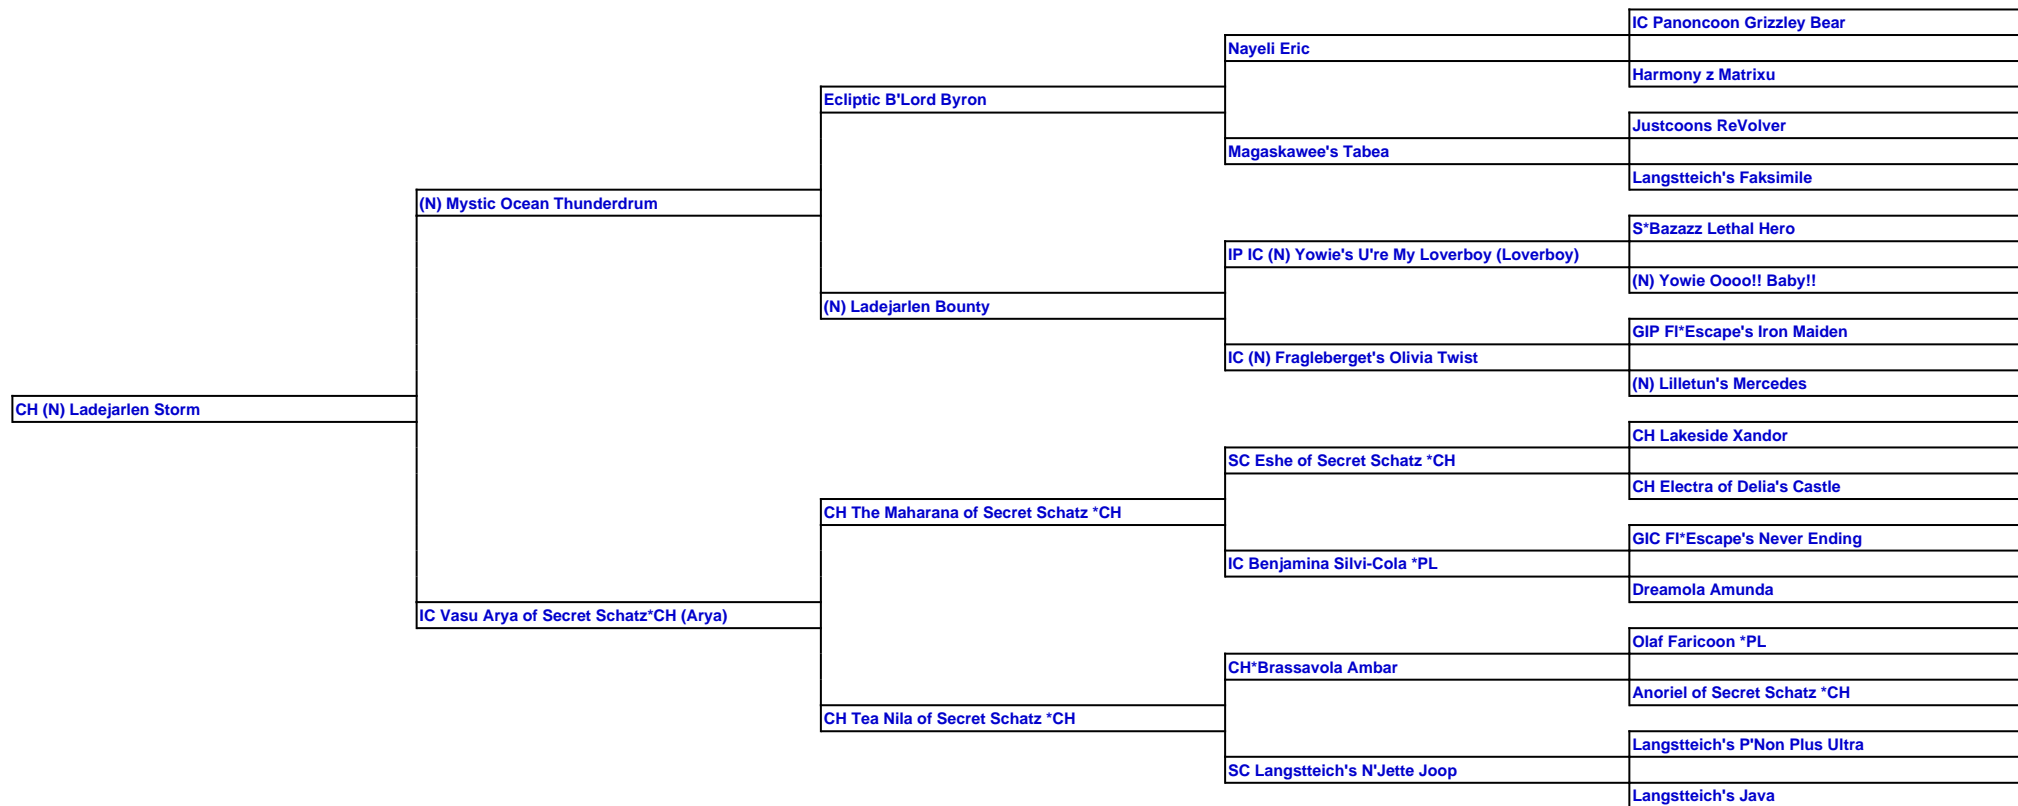 IC Panoncoon Grizzley Bear
Nayeli Eric
Harmony z Matrixu
Ecliptic B'Lord Byron
Justcoons ReVolver
Magaskawee's Tabea
Langstteich's Faksimile
(N) Mystic Ocean Thunderdrum
S*Bazazz Lethal Hero
IP IC (N) Yowie's U're My Loverboy (Loverboy)
(N) Yowie Oooo!! Baby!!
(N) Ladejarlen Bounty
GIP FI*Escape's Iron Maiden
IC (N) Fragleberget's Olivia Twist
(N) Lilletun's Mercedes
CH (N) Ladejarlen Storm
CH Lakeside Xandor
SC Eshe of Secret Schatz *CH
CH Electra of Delia's Castle
CH The Maharana of Secret Schatz *CH
GIC FI*Escape's Never Ending
IC Benjamina Silvi-Cola *PL
Dreamola Amunda
IC Vasu Arya of Secret Schatz*CH (Arya)
Olaf Faricoon *PL
CH*Brassavola Ambar
Anoriel of Secret Schatz *CH
CH Tea Nila of Secret Schatz *CH
Langstteich's P'Non Plus Ultra
SC Langstteich's N'Jette Joop
Langstteich's Java